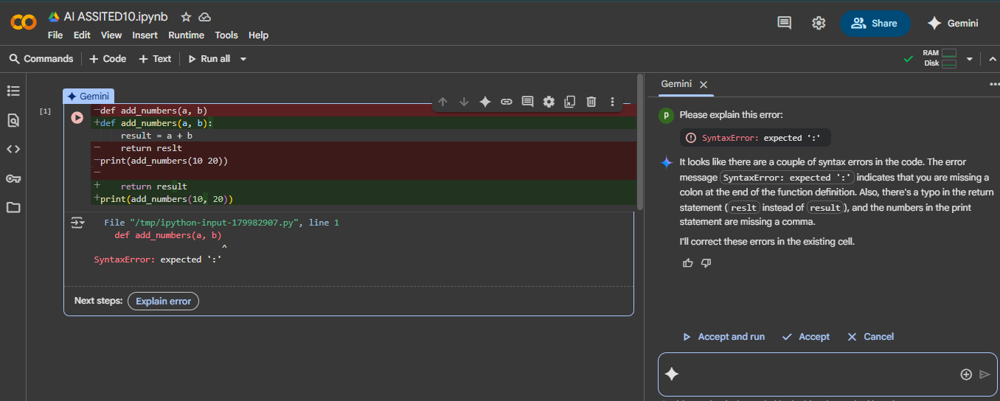 AI ASSITED10.ipynb
File Edit View Insert Runtime Tools Help
Share
Gemini
Commands + Code + Text Run all
RAM
Disk
Gemini
[1]
−def add_numbers(a, b)
+def add_numbers(a, b):
result = a + b
− return reslt
−print(add_numbers(10 20))
−
+ return result
+print(add_numbers(10, 20))
File "/tmp/ipython-input-179982907.py", line 1
def add_numbers(a, b)
^
SyntaxError: expected ':'
Next steps: Explain error
Gemini
P
Please explain this error:
SyntaxError: expected ':'
It looks like there are a couple of syntax errors in the code. The error
message SyntaxError: expected ':' indicates that you are missing a
colon at the end of the function definition. Also, there's a typo in the return
statement ( reslt instead of result ), and the numbers in the print
statement are missing a comma.
I'll correct these errors in the existing cell.
Accept and run Accept Cancel